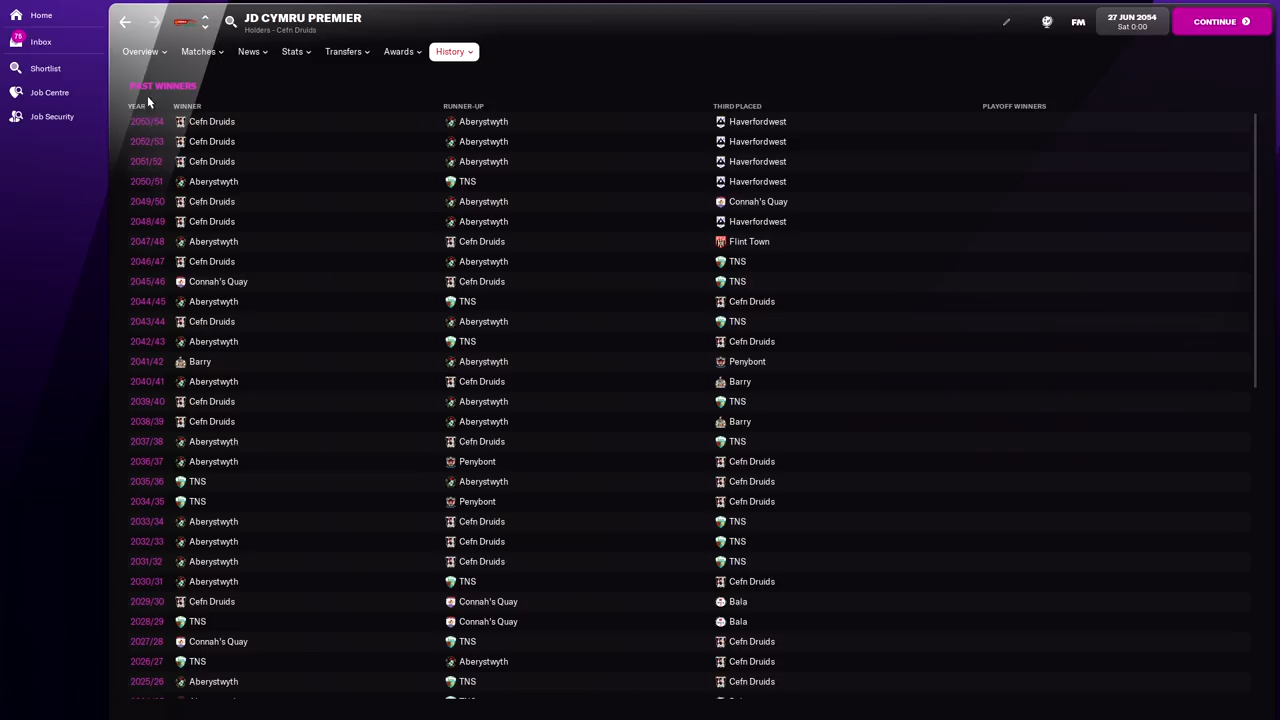 Home
76
Inbox
Shortlist
Job Centre
Job Security
JD CYMRU PREMIER
Holders - Cefn Druids
FM
27 JUN 2054
Sat 0:00
CONTINUE
Overview Matches News Stats Transfers Awards History
PAST WINNERS
YEAR WINNER RUNNER-UP THIRD PLACED PLAYOFF WINNERS
2053/54 Cefn Druids Aberystwyth Haverfordwest
2052/53 Cefn Druids Aberystwyth Haverfordwest
2051/52 Cefn Druids Aberystwyth Haverfordwest
2050/51 Aberystwyth TNS Haverfordwest
2049/50 Cefn Druids Aberystwyth Connah's Quay
2048/49 Cefn Druids Aberystwyth Haverfordwest
2047/48 Aberystwyth Cefn Druids Flint Town
2046/47 Cefn Druids Aberystwyth TNS
2045/46 Connah's Quay Cefn Druids TNS
2044/45 Aberystwyth TNS Cefn Druids
2043/44 Cefn Druids Aberystwyth TNS
2042/43 Aberystwyth TNS Cefn Druids
2041/42 Barry Aberystwyth Penybont
2040/41 Aberystwyth Cefn Druids Barry
2039/40 Cefn Druids Aberystwyth TNS
2038/39 Cefn Druids Aberystwyth Barry
2037/38 Aberystwyth Cefn Druids TNS
2036/37 Aberystwyth Penybont Cefn Druids
2035/36 TNS Aberystwyth Cefn Druids
2034/35 TNS Penybont Cefn Druids
2033/34 Aberystwyth Cefn Druids TNS
2032/33 Aberystwyth Cefn Druids TNS
2031/32 Aberystwyth Cefn Druids TNS
2030/31 Aberystwyth TNS Cefn Druids
2029/30 Cefn Druids Connah's Quay Bala
2028/29 TNS Connah's Quay Bala
2027/28 Connah's Quay TNS Cefn Druids
2026/27 TNS Aberystwyth Cefn Druids
2025/26 Aberystwyth TNS Cefn Druids